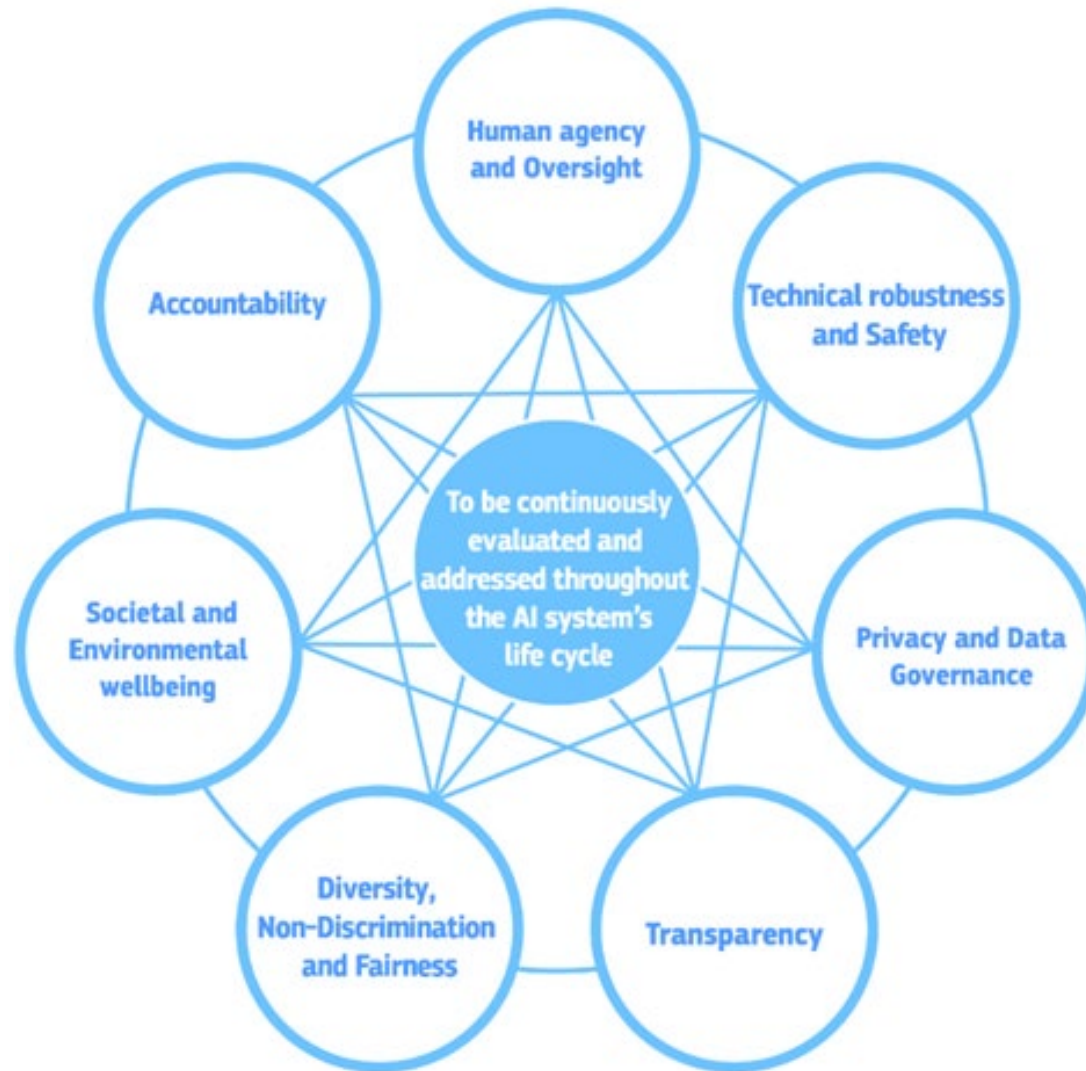 Human agency
and Oversight
Technical robustness
and Safety
Privacy and Data
Governance
Transparency
Diversity,
Non-Discrimination
and Fairness
Societal and
Environmental
wellbeing
Accountability
To be continuously
evaluated and
addressed throughout
the AI system's
life cycle